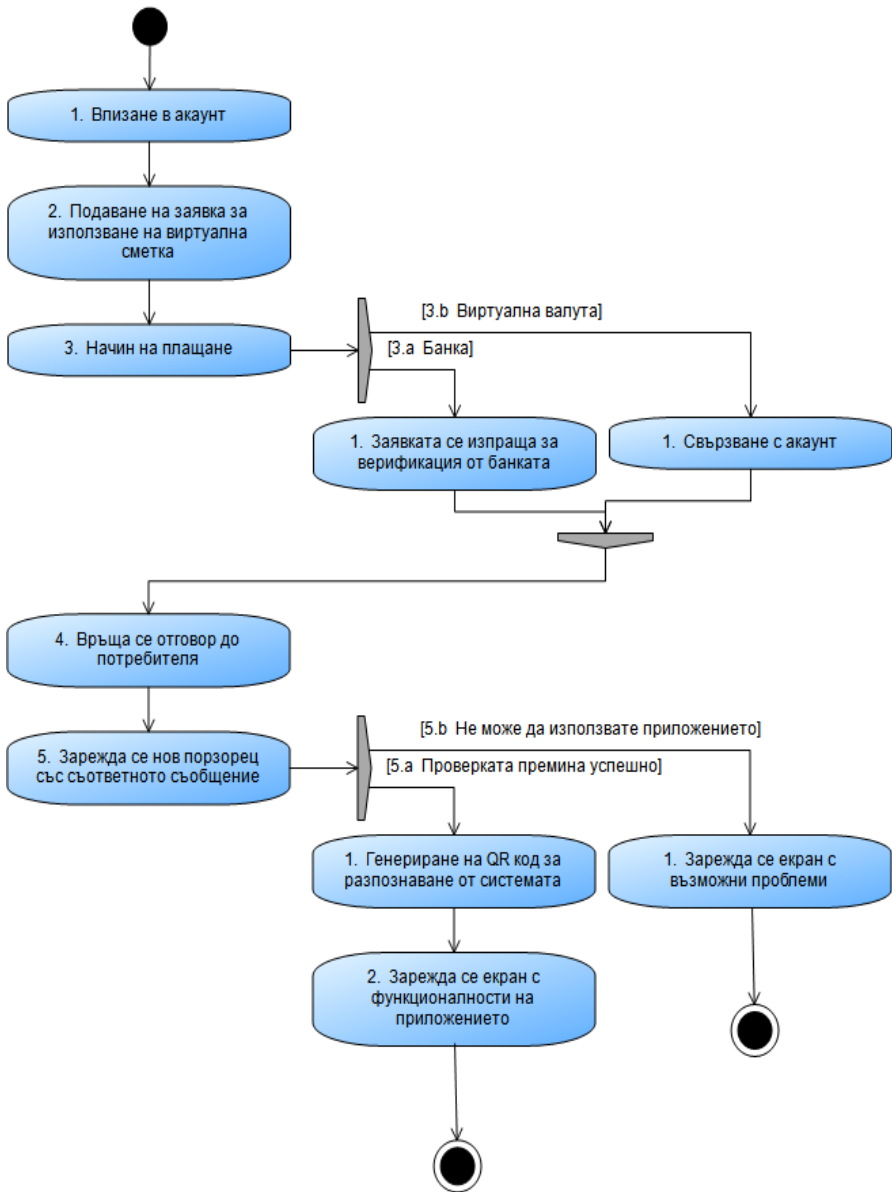 1. Влизане в акаунт
2. Подаване на заявка за
използване на виртуална
сметка
3. Начин на плащане
[3.b Виртуална валута]
[3.a Банка]
1. Заявката се изпраща за
верификация от банката
1. Свързване с акаунт
4. Връща се отговор до
потребителя
5. Зарежда се нов порзорец
със съответното съобщение
[5.b Не може да използвате приложението]
[5.a Проверката премина успешно]
1. Генериране на QR код за
разпознаване от системата
1. Зарежда се екран с
възможни проблеми
2. Зарежда се екран с
функционалности на
приложението